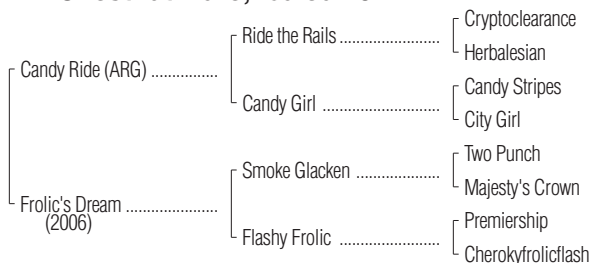 Cryptoclearance
Ride the Rails ........................
Herbalesian
Candy Ride (ARG) ................
Candy Stripes
Candy Girl ............................
City Girl
Two Punch
Smoke Glacken ....................
Majesty's Crown
Frolic's Dream ......................
(2006)
Premiership
Flashy Frolic ........................
Cherokyfrolicflash